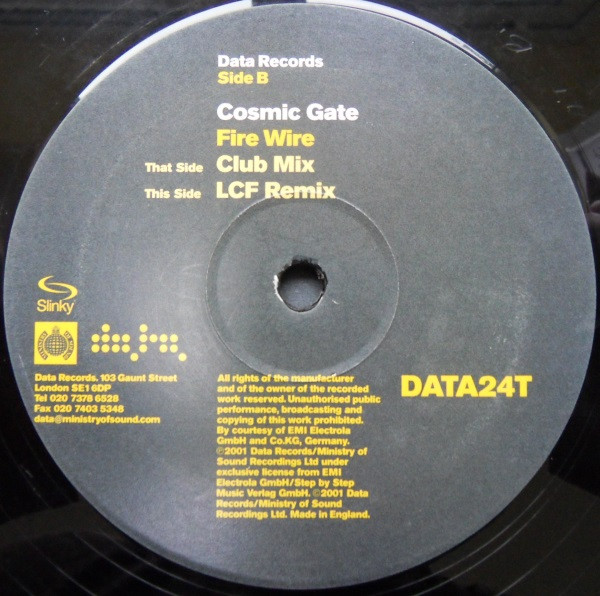 Data Records
Side B
Cosmic Gate
Fire Wire
That Side Club Mix
This Side LCF Remix
Slinky
data
Data Records. 103 Gaunt Street
London SE1 6DP
Tel 020 7378 6528
Fax 020 7403 5348
data@ministryofsound.com
All rights of the manufacturer
and of the owner of the recorded
work reserved. Unauthorised public
performance, broadcasting and
copying of this work prohibited.
By courtesy of EMI Electrola
GmbH and Co.KG, Germany.
℗2001 Data Records/Ministry of
Sound Recordings Ltd under
exclusive license from EMI
Electrola GmbH/Step by Step
Music Verlag GmbH. ©2001 Data
Records/Ministry of Sound
Recordings Ltd. Made in England.
DATA24T